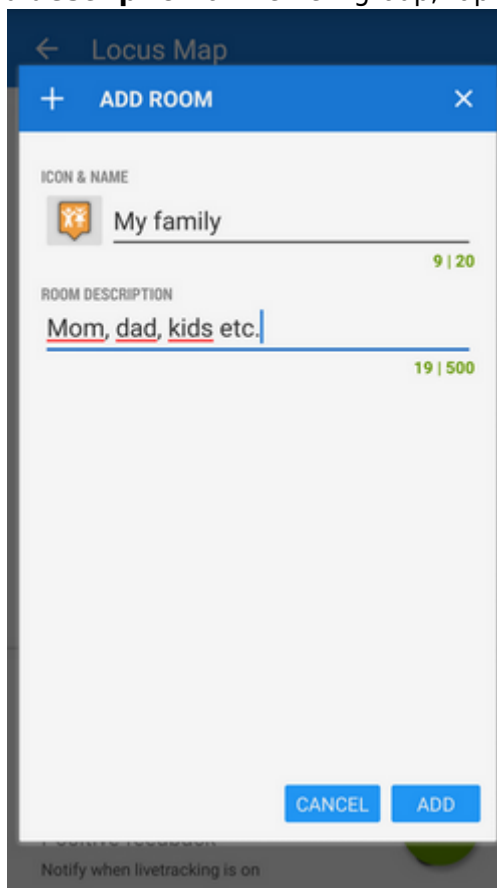 ← Locus Map
+ ADD ROOM ×
ICON & NAME
My family
9 | 20
ROOM DESCRIPTION
Mom, dad, kids etc.
19 | 500
CANCEL ADD
Notify when livetracking is on